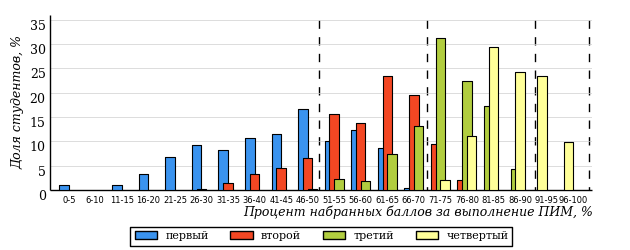 Доля студентов, %
35
30
25
20
15
10
5
0
0-5 6-10 11-15 16-20 21-25 26-30 31-35 36-40 41-45 46-50 51-55 56-60 61-65 66-70 71-75 76-80 81-85 86-90 91-95 96-100
Процент набранных баллов за выполнение ПИМ, %
первый второй третий четвертый